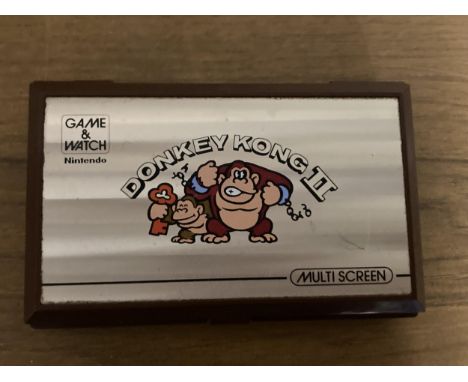 GAME
&
WATCH
Nintendo
DONKEY KONG II
MULTI SCREEN